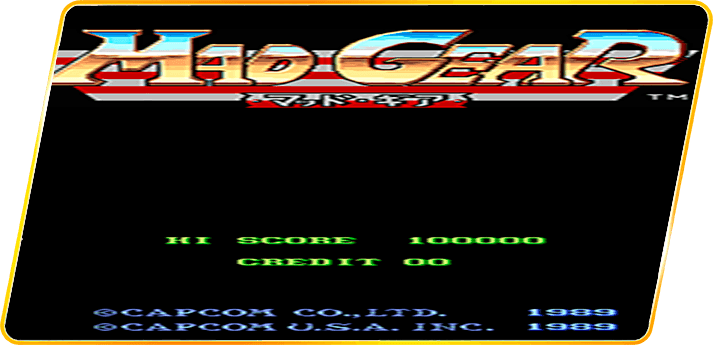 MAD GEAR
マッド・ギア
TM
HI SCORE 100000
CREDIT 00
©CAPCOM CO.,LTD. 1989
©CAPCOM U.S.A. INC. 1989